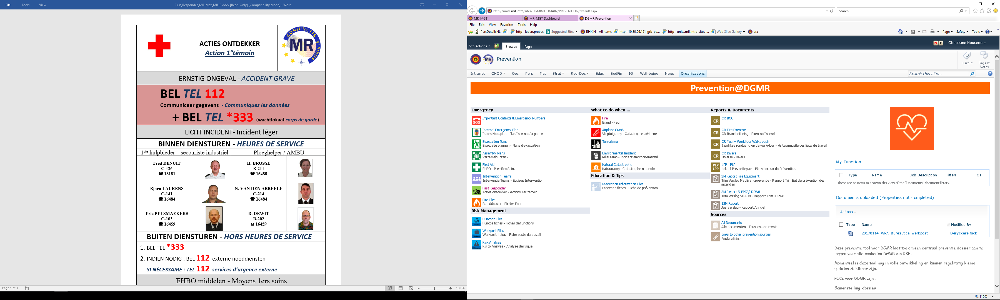 File Tools View
First_Responder_MR-Mgt_MR-B.docx [Read-Only] [Compatibility Mode] - Word
ACTIES ONTDEKKER
Action 1°témoin
CONIUNCTIS VIRIBUS
MR
ERNSTIG ONGEVAL - ACCIDENT GRAVE
BEL TEL 112
Communiceer gegevens - Communiquez les données
+ BEL TEL *333 (wachtlokaal-corps de garde)
LICHT INCIDENT- Incident léger
BINNEN DIENSTUREN - HEURES DE SERVICE
1ste hulpbieder – secouriste industriel
Ploeghelper / AMBU
Fred DENUIT
C-126
☎ 18181
H. BROSSE
B-211
☎ 16488
Bjorn LAURENS
C-141
☎ 16484
N. VAN DEN ABBEELE
C-214
☎ 16484
Eric PELSMAEKERS
C-103
☎ 16459
D. DEWIT
B-202
☎ 16459
BUITEN DIENSTUREN - HORS HEURES DE SERVICE
1. BEL TEL *333
2. INDIEN NODIG : BEL 112 externe nooddiensten
SI NÉCESSAIRE : TEL 112 services d’urgence externe
EHBO middelen - Moyens 1ers soins
Page 1 of 1
100 %
http://units.mil.intra/sites/DGMR/IDOMAIN/PREVENTION/default.aspx
Search...
MR-MGT
MR-MGT Dashboard
DGMR Prevention
File Edit View Favorites Tools Help
PersDetailsNL
http--leden.prebes
Suggested Sites
BHK N - All Items
http--10.80.96.151-grb-pa...
http--units.mil.intra-sites-...
Web Slice Gallery
ara
Page Safety Tools
Site Actions
Browse
Page
N F
Choubane Housene
MR
Prevention
I Like It
Tags & Notes
Intranet CHOD Ops Pers Mat Strat Reg-Doc Educ BudFin IG Well-being News Organisations
Search this site...
Prevention@DGMR
Emergency
SOS
Important Contacts & Emergency Numbers
Internal Emergency Plan
Intern Noodplan - Plan Interne d'urgence
Evacuation Plans
Evacuatie plannen - Plans d'evacuation
Assembly Plans
Verzamelpunten -
First Aid
EHBO - Première Soins
Intervention Teams
Interventie Teams - Equipes Intervention
First Responder
Acties ontdekker - Actions 1er témoin
Fire Files
Branddossier - Fichier Feu
Risk Management
Function Files
Functie fiches - Fiches de functions
Workpost Files
Werkpost fiches - Fiche poste de travail
Risk Analysis
Risico Analyse - Analyse de risque
What to do when ...
Fire
Brand - Feu
Airplane Crash
Vliegtuigramp - Catastrophe aérienne
Terrorisme
Environmental Incident
Milieuramp - Incident environnemental
Natural Catastrophe
Natuurramp - Catastrophe naturelle
Education & Tips
Prevention Information Files
Preventie fiches - Fiche de prévention
Reports & Documents
CR
CR BOC
CR
CR Fire Exercise
CR Brandoefening - Exercise Incendi
CR
CR Yearly Workfloor Walktrough
Jaarlijkse rondgang op de werkvloer - Visite annuelle des lieux de travail
CR
CR Divers
Diverse - Divers
PLP
LPP
LPP - PLP
Lokaal Preventieplan - Plans Locaux de Prévention
3M Report Fire Equipment
Trim Verslag Mat Brandpreventie - Rapport Trim Eqt de prévention des
incendies
3M Report SLPPT8/LDPW8
Trim Verslag SLPPT8 - Rapport Trim LDPW8
12M Report
Jaarverslag - Rapport Annuel
Sources
All Documents
Alle documenten - Tous les documents
Links to other prevention sources
Andere links -
My Function
Type Name Job Description TitleN OT
There are no items to show in this view of the "Documents" document library.
Documents uploaded (Properties not completed)
Actions
Type Name Modified By
20170114_WPA_Bureautica_werkpost Deryckere Nick
Deze preventie tool voor DGMR laat toe om een centraal preventie dossier aan te
leggen voor alle eenheden DGMR van KKE.
Momenteel is deze tool nog in volle ontwikkeling en kunnen regelmatig kleine
updates zichtbaar zijn.
POCs voor DGMR zijn :
Samenstelling dossier
110%